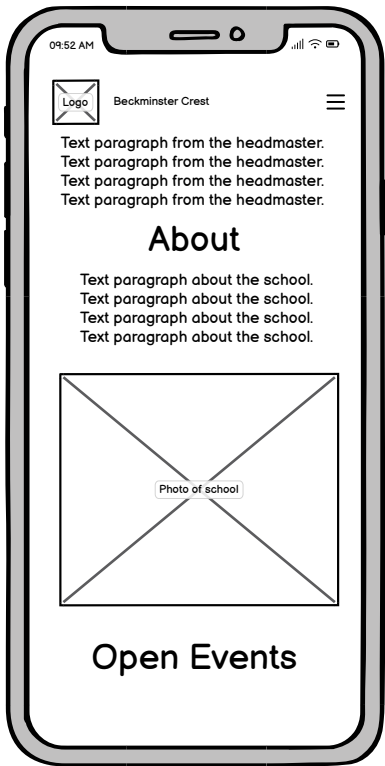 09:52 AM
Logo
Beckminster Crest
Text paragraph from the headmaster.
Text paragraph from the headmaster.
Text paragraph from the headmaster.
Text paragraph from the headmaster.
About
Text paragraph about the school.
Text paragraph about the school.
Text paragraph about the school.
Text paragraph about the school.
Photo of school
Open Events